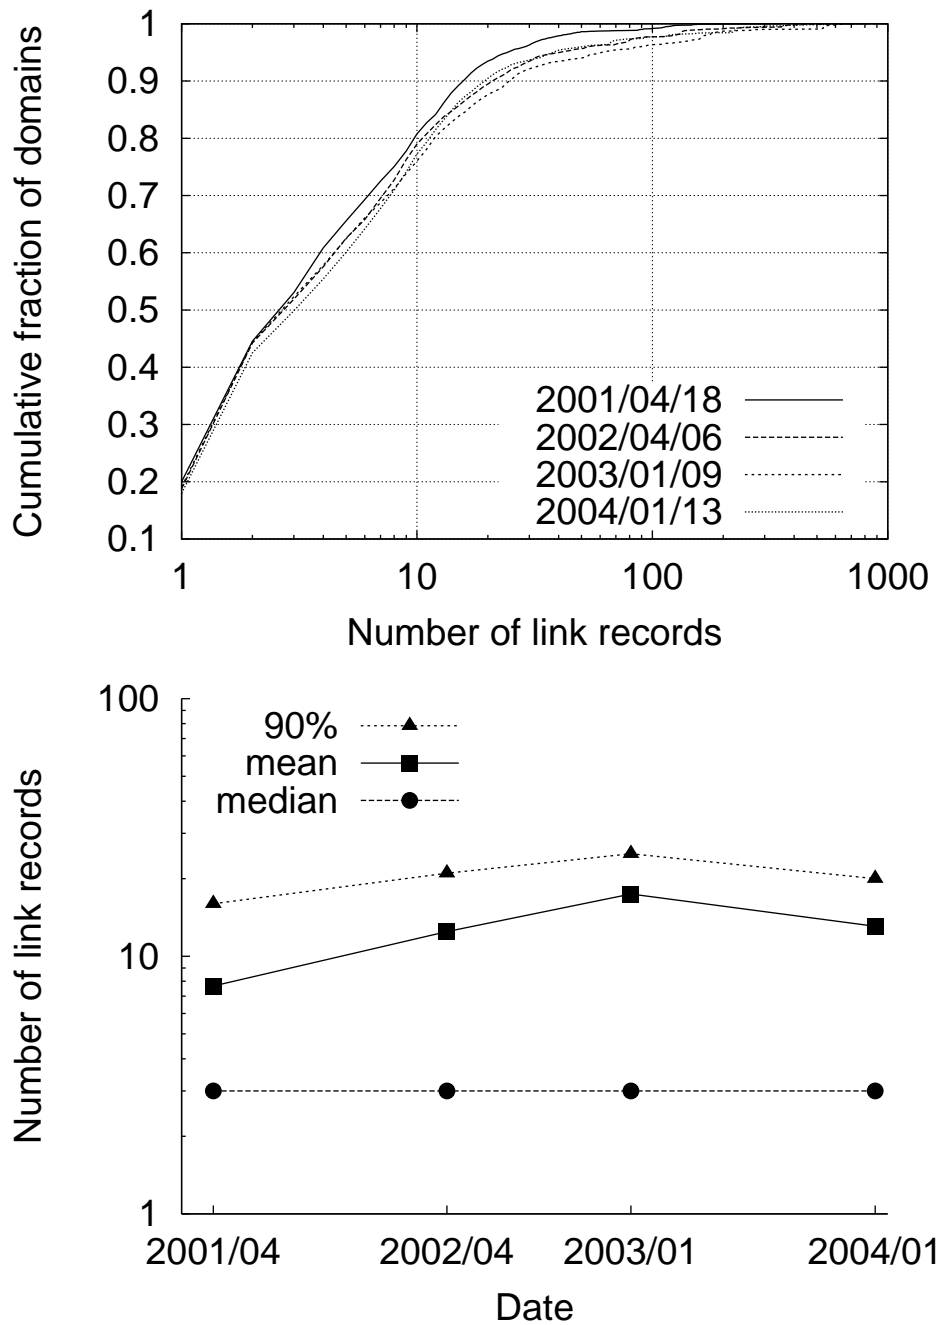 Cumulative fraction of domains
1
0.9
0.8
0.7
0.6
0.5
0.4
0.3
0.2
0.1
2001/04/18
2002/04/06
2003/01/09
2004/01/13
1 10 100 1000
Number of link records
Number of link records
100
10
1
90%
mean
median
2001/04 2002/04 2003/01 2004/01
Date